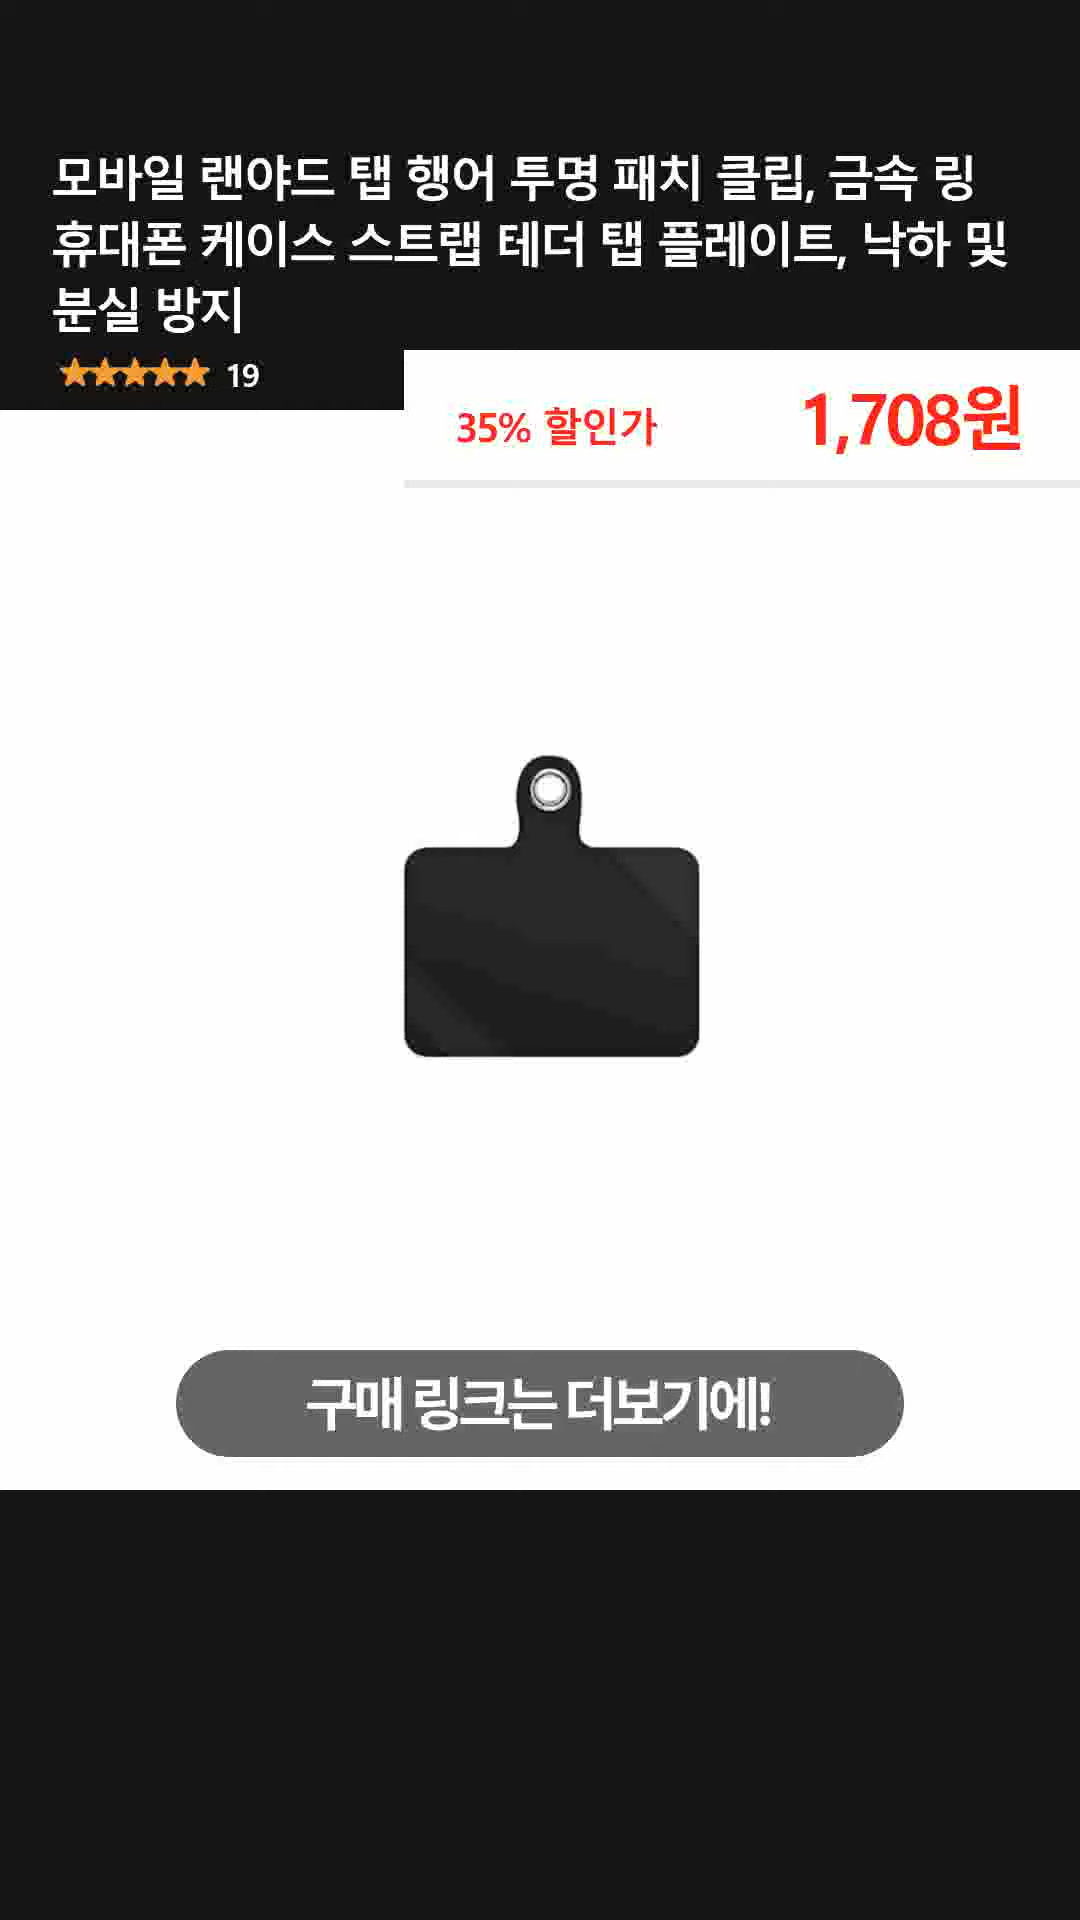 모바일 랜야드 탭 행어 투명 패치 클립, 금속 링
휴대폰 케이스 스트랩 테더 탭 플레이트, 낙하 및
분실 방지
19
35% 할인가
1,708원
구매 링크는 더보기에!